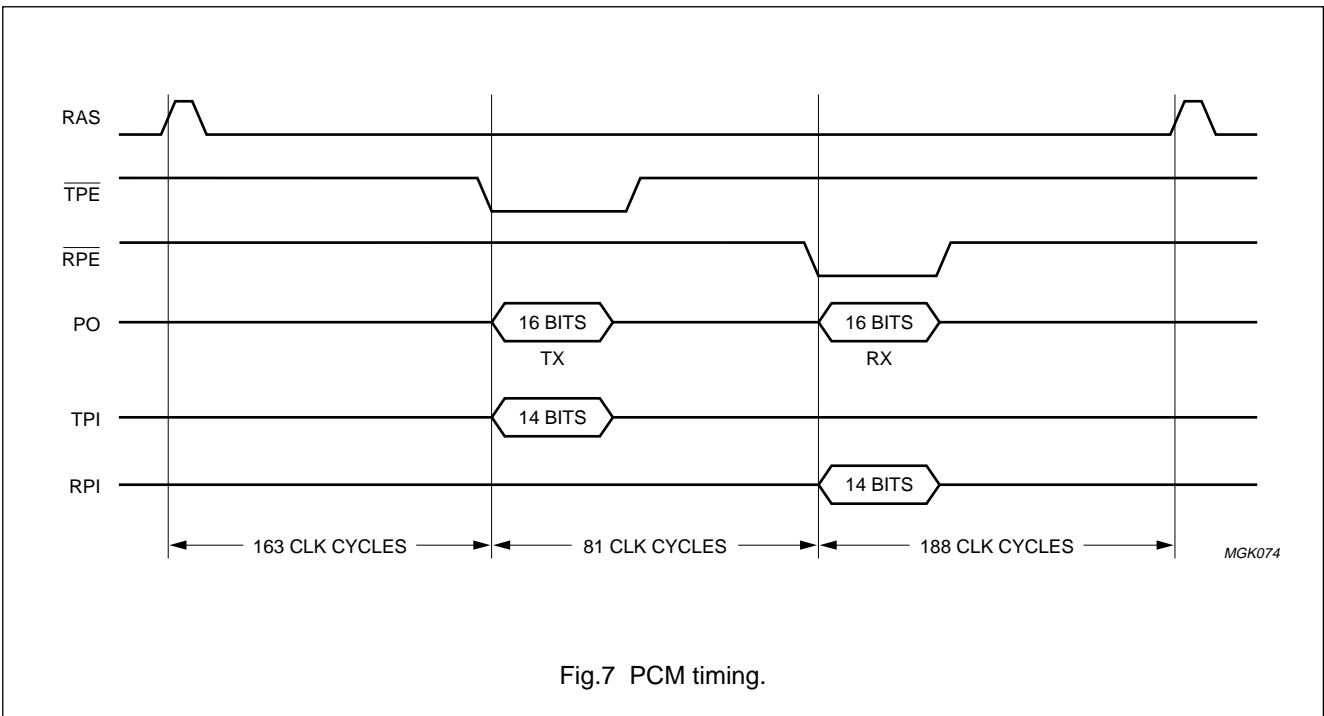 RAS
TPE
RPE
PO
16 BITS
16 BITS
TX
RX
TPI
14 BITS
RPI
14 BITS
163 CLK CYCLES
81 CLK CYCLES
188 CLK CYCLES
MGK074
Fig.7 PCM timing.